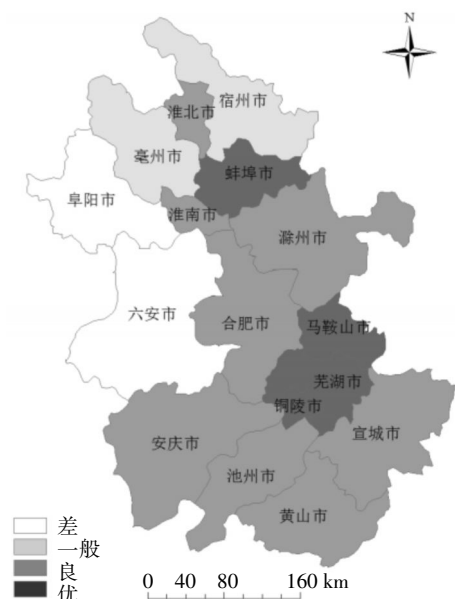 N
宿州市
淮北市
亳州市
蚌埠市
阜阳市
淮南市
滁州市
六安市
合肥市
马鞍山市
芜湖市
铜陵市
宣城市
安庆市
池州市
黄山市
差
一般
良
优
0 40 80 160 km